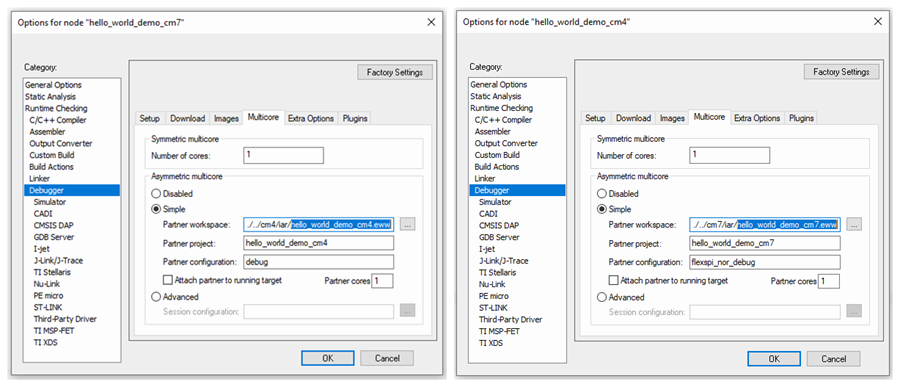 Options for node "hello_world_demo_cm7"
Category:
General Options
Static Analysis
Runtime Checking
C/C++ Compiler
Assembler
Output Converter
Custom Build
Build Actions
Linker
Debugger
Simulator
CADI
CMSIS DAP
GDB Server
I-jet
J-Link/J-Trace
TI Stellaris
Nu-Link
PE micro
ST-LINK
Third-Party Driver
TI MSP-FET
TI XDS
Factory Settings
Setup Download Images Multicore Extra Options Plugins
Symmetric multicore
Number of cores: 1
Asymmetric multicore
Disabled
Simple
Partner workspace: ./../cm4/iar/hello_world_demo_cm4.eww ...
Partner project: hello_world_demo_cm4
Partner configuration: debug
Attach partner to running target Partner cores 1
Advanced
Session configuration: ...
OK Cancel
Options for node "hello_world_demo_cm4"
Category:
General Options
Static Analysis
Runtime Checking
C/C++ Compiler
Assembler
Output Converter
Custom Build
Build Actions
Linker
Debugger
Simulator
CADI
CMSIS DAP
GDB Server
I-jet
J-Link/J-Trace
TI Stellaris
Nu-Link
PE micro
ST-LINK
Third-Party Driver
TI MSP-FET
TI XDS
Factory Settings
Setup Download Images Multicore Extra Options Plugins
Symmetric multicore
Number of cores: 1
Asymmetric multicore
Disabled
Simple
Partner workspace: ./../cm7/iar/hello_world_demo_cm7.eww ...
Partner project: hello_world_demo_cm7
Partner configuration: flexspi_nor_debug
Attach partner to running target Partner cores 1
Advanced
Session configuration: ...
OK Cancel